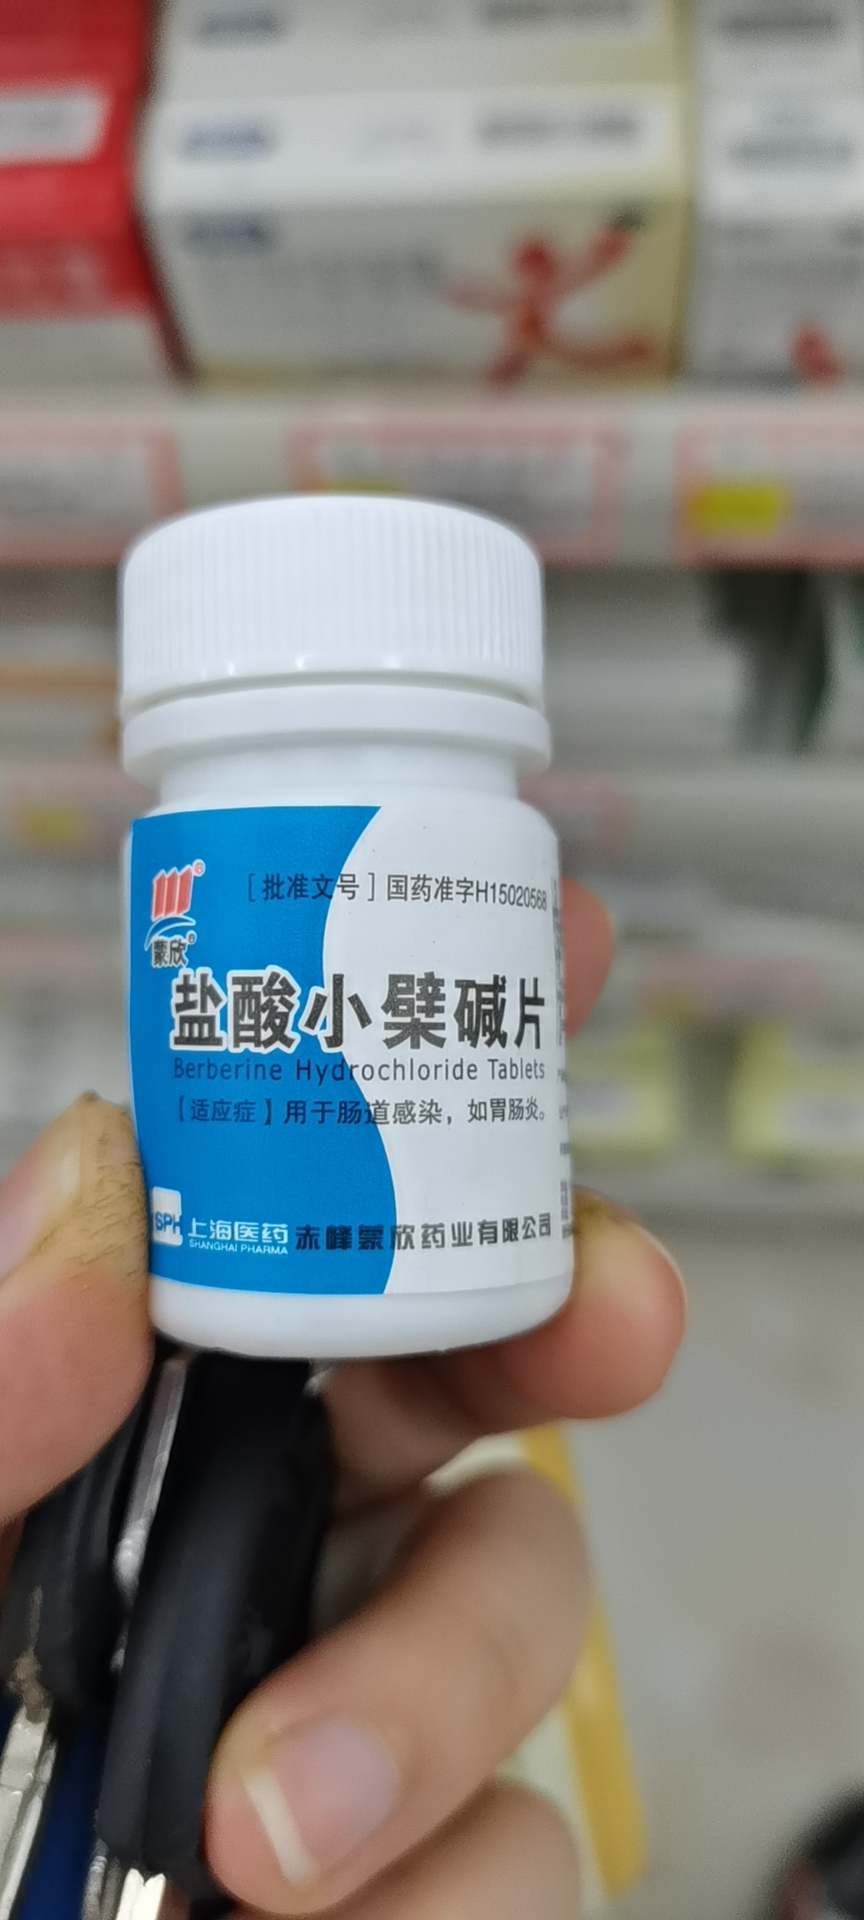 [批准文号]国药准字H15020568
蒙欣®
盐酸小檗碱片
Berberine Hydrochloride Tablets
【适应症】用于肠道感染，如胃肠炎。
SPH 上海医药 赤峰蒙欣药业有限公司
SHANGHAI PHARMA